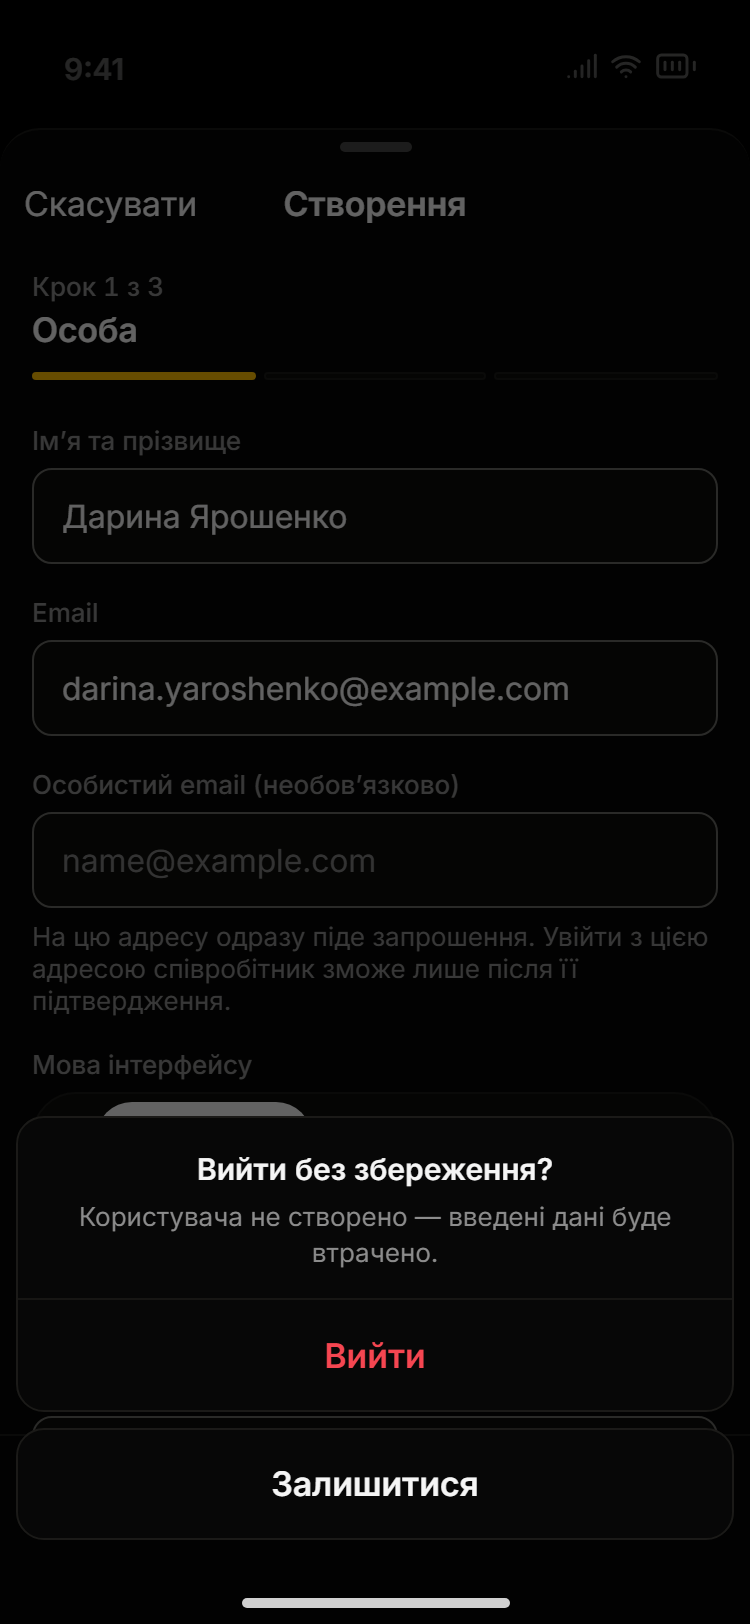 9:41
Скасувати
Створення
Крок 1 з 3
Особа
Ім’я та прізвище
Дарина Ярошенко
Email
darina.yaroshenko@example.com
Особистий email (необов’язково)
name@example.com
На цю адресу одразу піде запрошення. Увійти з цією
адресою співробітник зможе лише після її
підтвердження.
Мова інтерфейсу
Вийти без збереження?
Користувача не створено — введені дані буде
втрачено.
Вийти
Залишитися